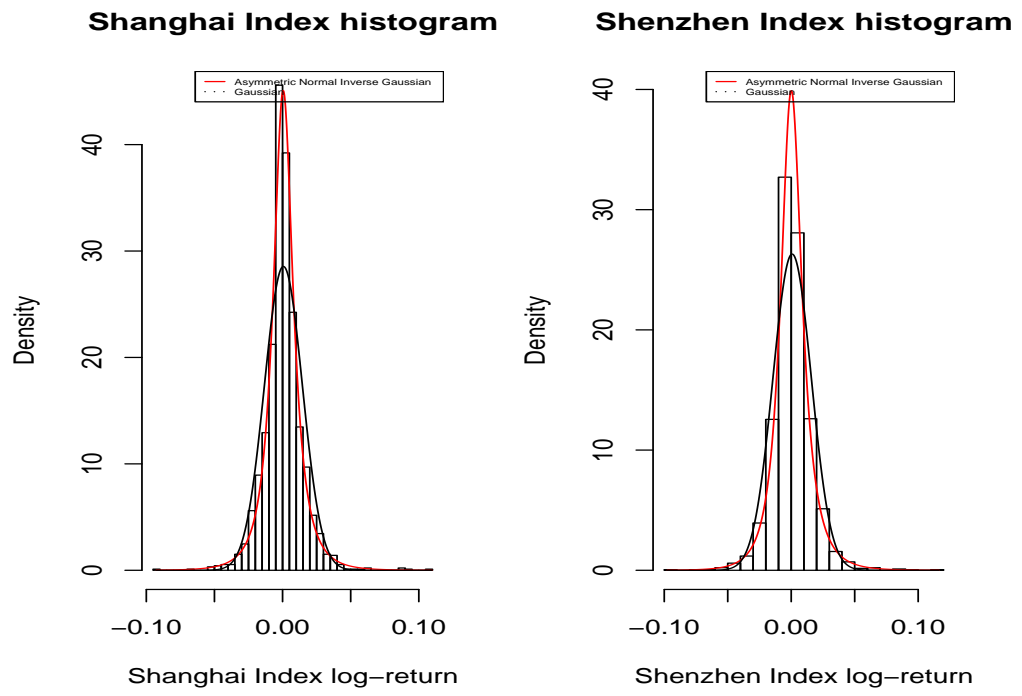 Shanghai Index histogram
Asymmetric Normal Inverse Gaussian
Gaussian
Density
0
10
20
30
40
−0.10
0.00
0.10
Shanghai Index log−return
Shenzhen Index histogram
Asymmetric Normal Inverse Gaussian
Gaussian
Density
0
10
20
30
40
−0.10
0.00
0.10
Shenzhen Index log−return